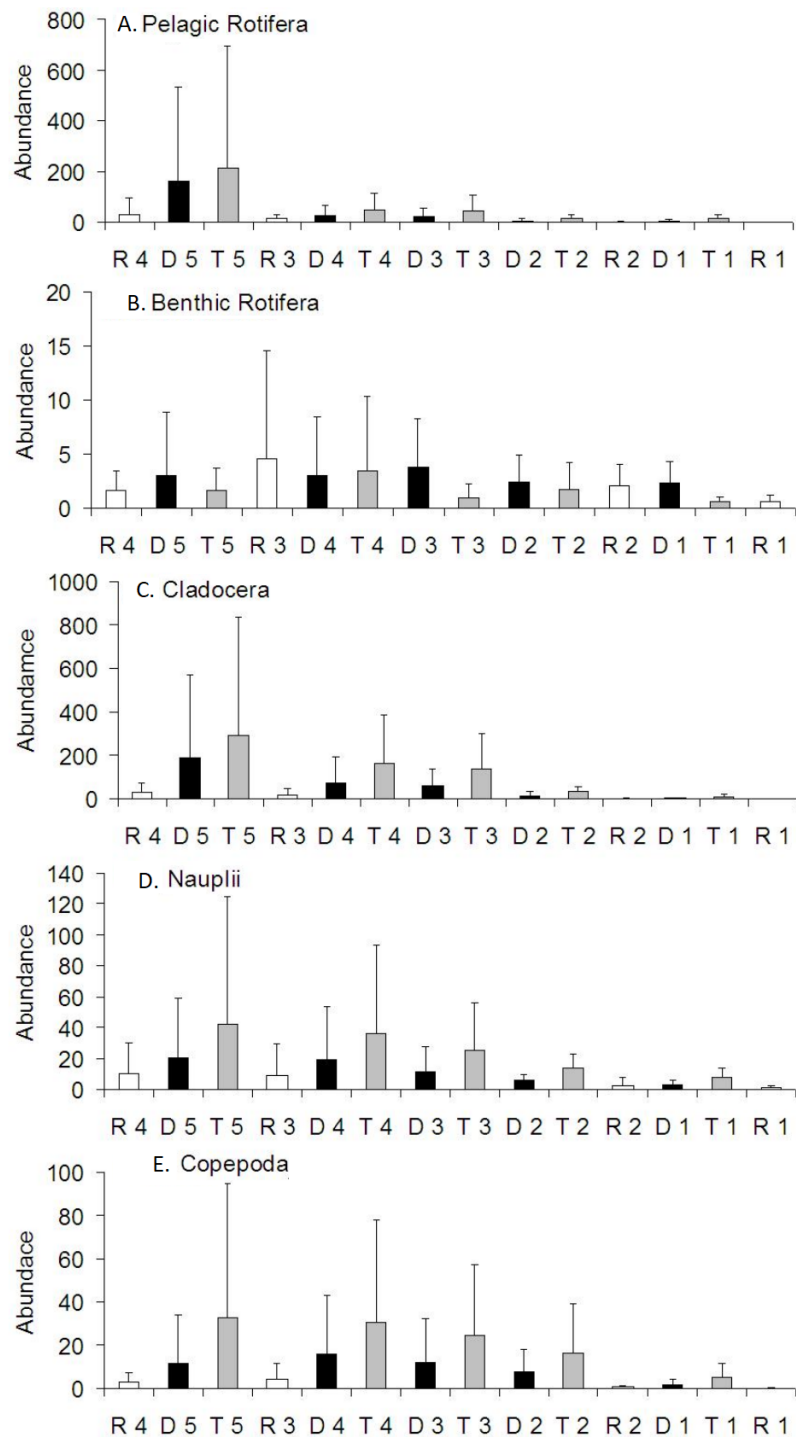 A. Pelagic Rotifera
Abundance
800
600
400
200
0
R 4 D 5 T 5 R 3 D 4 T 4 D 3 T 3 D 2 T 2 R 2 D 1 T 1 R 1
B. Benthic Rotifera
Abundance
20
15
10
5
0
R 4 D 5 T 5 R 3 D 4 T 4 D 3 T 3 D 2 T 2 R 2 D 1 T 1 R 1
C. Cladocera
Abundamce
1000
800
600
400
200
0
R 4 D 5 T 5 R 3 D 4 T 4 D 3 T 3 D 2 T 2 R 2 D 1 T 1 R 1
D. Nauplii
Abundance
140
120
100
80
60
40
20
0
R 4 D 5 T 5 R 3 D 4 T 4 D 3 T 3 D 2 T 2 R 2 D 1 T 1 R 1
E. Copepoda
Abundace
100
80
60
40
20
0
R 4 D 5 T 5 R 3 D 4 T 4 D 3 T 3 D 2 T 2 R 2 D 1 T 1 R 1